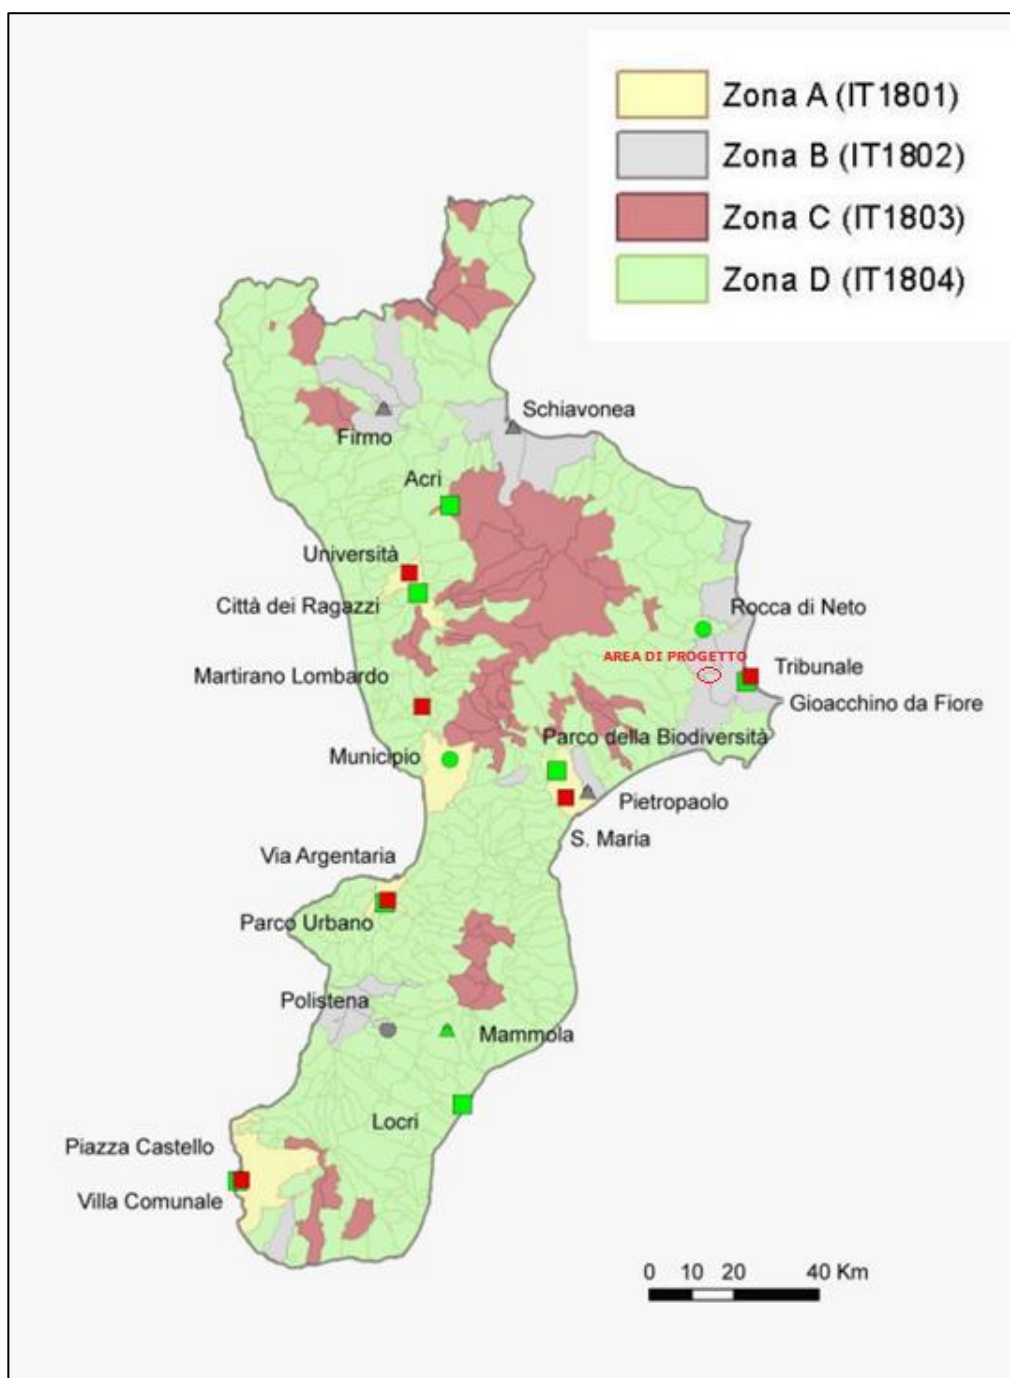 Zona A (IT1801)
Zona B (IT1802)
Zona C (IT1803)
Zona D (IT1804)
Schiavonea
Firmo
Acri
Università
Città dei Ragazzi
Rocca di Neto
AREA DI PROGETTO
Tribunale
Martirano Lombardo
Gioacchino da Fiore
Parco della Biodiversità
Municipio
Pietropaolo
S. Maria
Via Argentaria
Parco Urbano
Polistena
Mammola
Locri
Piazza Castello
Villa Comunale
0 10 20 40 Km